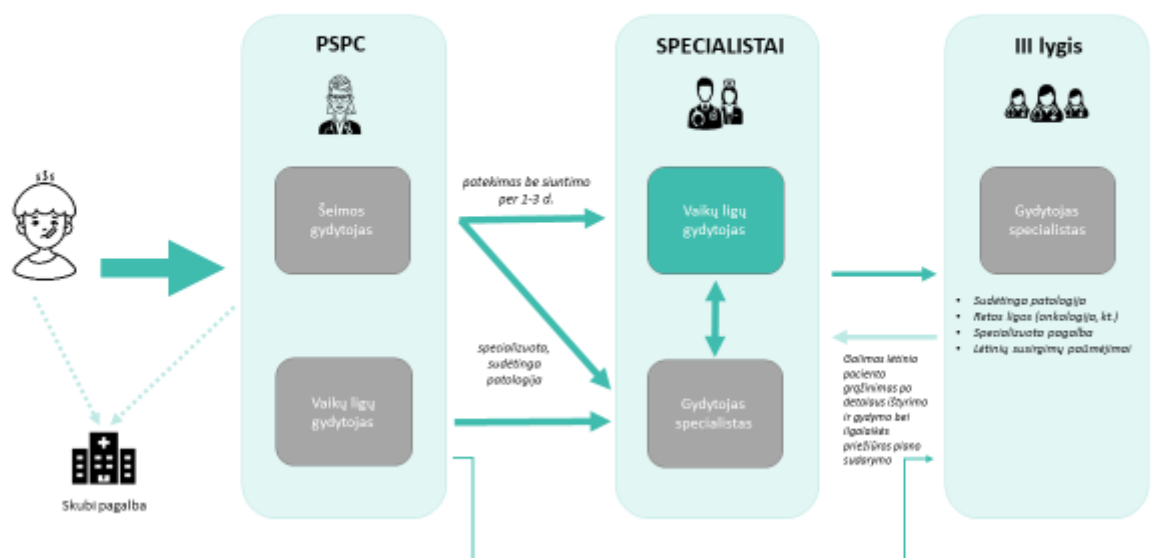 PSPC
Šeimos
gydytojas
Vaikų ligų
gydytojas
patekimas be siuntimo
per 1-3 d.
specializuota,
sudėtinga
patologija
SPECIALISTAI
Vaikų ligų
gydytojas
Gydytojas
specialistas
III lygis
Gydytojas
specialistas
• Sudėtinga patologija
• Retos ligos (onkologija, kt.)
• Specializuota pagalba
• Lėtinių susirgimų paūmėjimai
Galimas lėtinio
paciento
grąžinimas po
detalaus ištyrimo
ir gydymo bei
ilgalaikės
priežiūros plano
sudarymo
Skubi pagalba